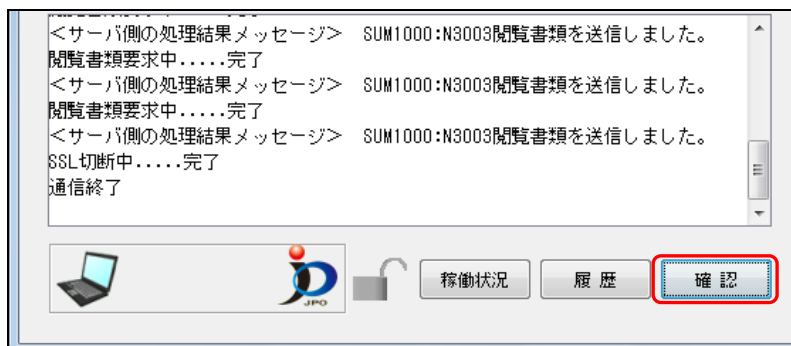 <サーバ側の処理結果メッセージ>　SUM1000:N3003閲覧書類を送信しました。
閲覧書類要求中.....完了
<サーバ側の処理結果メッセージ>　SUM1000:N3003閲覧書類を送信しました。
閲覧書類要求中.....完了
<サーバ側の処理結果メッセージ>　SUM1000:N3003閲覧書類を送信しました。
SSL切断中.....完了
通信終了
JPO
稼働状況
履 歴
確 認